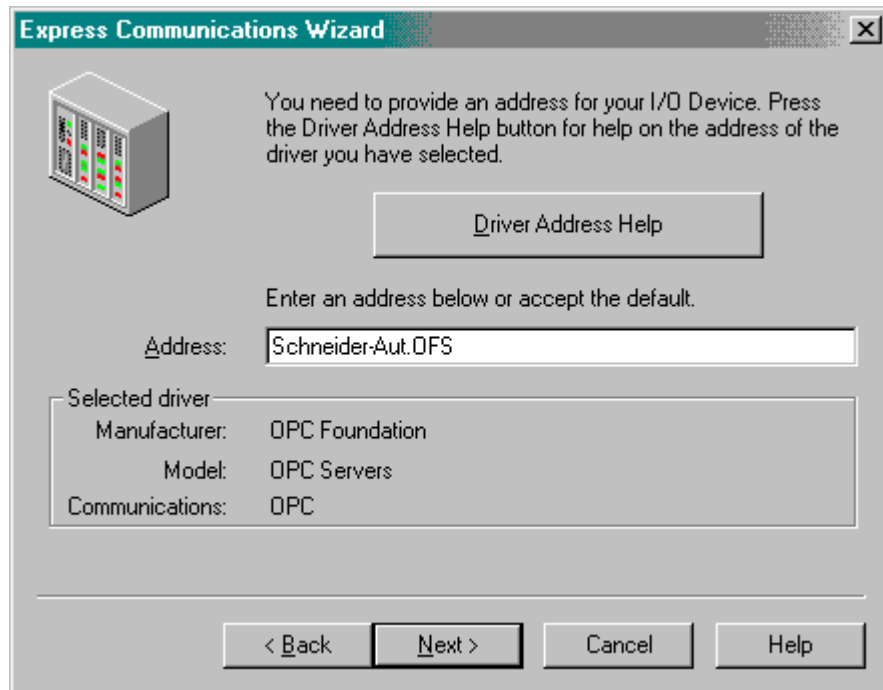 Express Communications Wizard
You need to provide an address for your I/O Device. Press
the Driver Address Help button for help on the address of the
driver you have selected.
Driver Address Help
Enter an address below or accept the default.
Address: Schneider-Aut.OFS
Selected driver
Manufacturer: OPC Foundation
Model: OPC Servers
Communications: OPC
< Back Next > Cancel Help